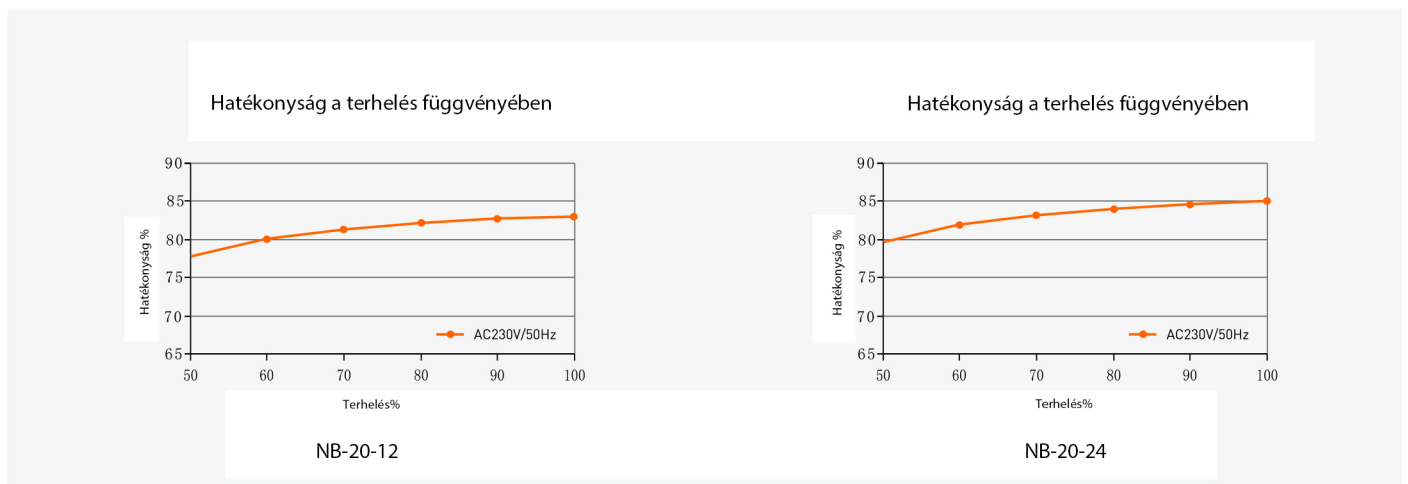 Hatékonyság a terhelés függvényében
90
85
80
75
70
65
Hatékonyság %
AC230V/50Hz
50 60 70 80 90 100
Terhelés%
NB-20-12
Hatékonyság a terhelés függvényében
90
85
80
75
70
65
Hatékonyság %
AC230V/50Hz
50 60 70 80 90 100
Terhelés%
NB-20-24